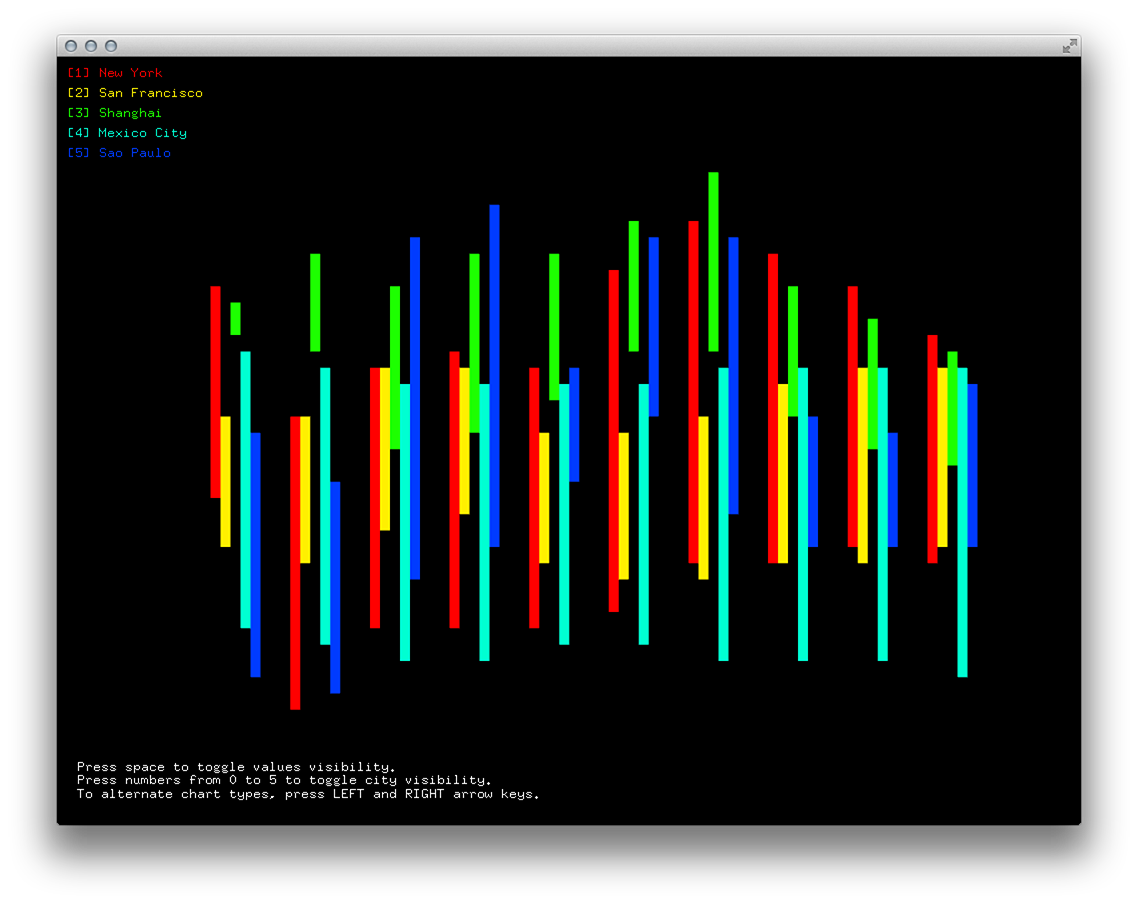 [1] New York
[2] San Francisco
[3] Shanghai
[4] Mexico City
[5] Sao Paulo
Press space to toggle values visibility.
Press numbers from 0 to 5 to toggle city visibility.
To alternate chart types, press LEFT and RIGHT arrow keys.